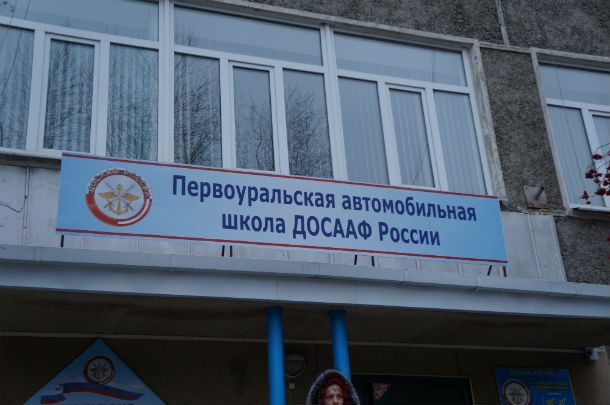 Первоуральская автомобильная
школа ДОСААФ России